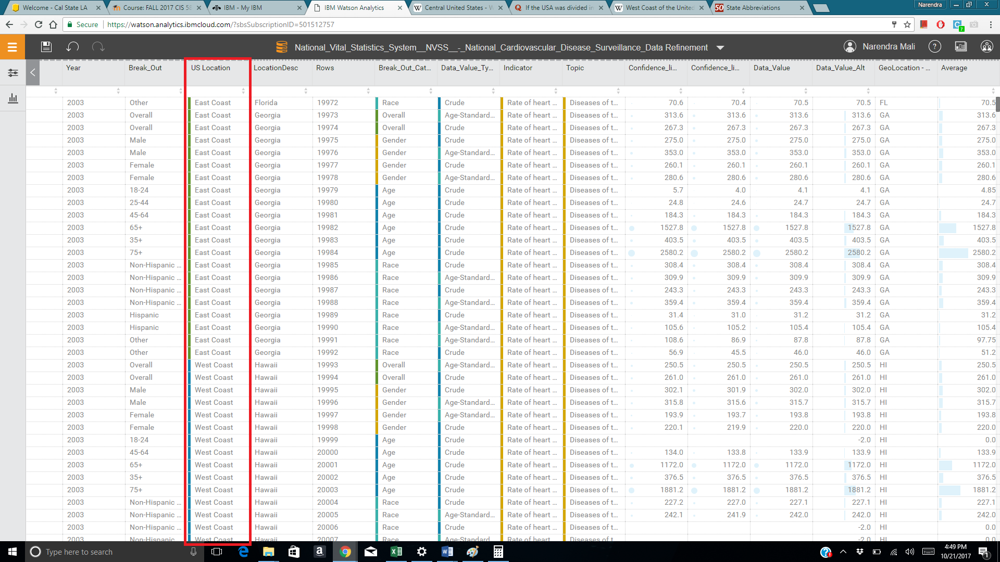 Welcome - Cal State LA
Course: FALL 2017 CIS 58
IBM - My IBM
IBM Watson Analytics
Central United States - W
If the USA was divided in
West Coast of the United
State Abbreviations
Narendra
Secure https://watson.analytics.ibmcloud.com/?sbsSubscriptionID=501512757
National_Vital_Statistics_System__NVSS__-_National_Cardiovascular_Disease_Surveillance_Data Refinement
Narendra Mali
Year Break_Out US Location LocationDesc Rows Break_Out_Cat... Data_Value_Ty... Indicator Topic Confidence_li... Confidence_li... Data_Value Data_Value_Alt GeoLocation - ... Average
2003 Other East Coast Florida 19972 Race Crude Rate of heart ... Diseases of t... 70.6 70.4 70.5 70.5 FL 70.5
2003 Overall East Coast Georgia 19973 Overall Age-Standard... Rate of heart ... Diseases of t... 313.6 313.6 313.6 313.6 GA 313.6
2003 Overall East Coast Georgia 19974 Overall Crude Rate of heart ... Diseases of t... 267.3 267.3 267.3 267.3 GA 267.3
2003 Male East Coast Georgia 19975 Gender Crude Rate of heart ... Diseases of t... 275.0 275.0 275.0 275.0 GA 275.0
2003 Male East Coast Georgia 19976 Gender Age-Standard... Rate of heart ... Diseases of t... 353.0 353.0 353.0 353.0 GA 353.0
2003 Female East Coast Georgia 19977 Gender Crude Rate of heart ... Diseases of t... 260.1 260.1 260.1 260.1 GA 260.1
2003 Female East Coast Georgia 19978 Gender Age-Standard... Rate of heart ... Diseases of t... 280.6 280.6 280.6 280.6 GA 280.6
2003 18-24 East Coast Georgia 19979 Age Crude Rate of heart ... Diseases of t... 5.7 4.0 4.1 4.1 GA 4.85
2003 25-44 East Coast Georgia 19980 Age Crude Rate of heart ... Diseases of t... 24.8 24.6 24.7 24.7 GA 24.7
2003 45-64 East Coast Georgia 19981 Age Crude Rate of heart ... Diseases of t... 184.3 184.3 184.3 184.3 GA 184.3
2003 65+ East Coast Georgia 19982 Age Crude Rate of heart ... Diseases of t... 1527.8 1527.8 1527.8 1527.8 GA 1527.8
2003 35+ East Coast Georgia 19983 Age Crude Rate of heart ... Diseases of t... 403.5 403.5 403.5 403.5 GA 403.5
2003 75+ East Coast Georgia 19984 Age Crude Rate of heart ... Diseases of t... 2580.2 2580.2 2580.2 2580.2 GA 2580.2
2003 Non-Hispanic ... East Coast Georgia 19985 Race Crude Rate of heart ... Diseases of t... 308.4 308.4 308.4 308.4 GA 308.4
2003 Non-Hispanic ... East Coast Georgia 19986 Race Age-Standard... Rate of heart ... Diseases of t... 309.9 309.9 309.9 309.9 GA 309.9
2003 Non-Hispanic ... East Coast Georgia 19987 Race Crude Rate of heart ... Diseases of t... 243.3 243.3 243.3 243.3 GA 243.3
2003 Non-Hispanic ... East Coast Georgia 19988 Race Age-Standard... Rate of heart ... Diseases of t... 359.4 359.4 359.4 359.4 GA 359.4
2003 Hispanic East Coast Georgia 19989 Race Crude Rate of heart ... Diseases of t... 31.4 31.0 31.2 31.2 GA 31.2
2003 Hispanic East Coast Georgia 19990 Race Age-Standard... Rate of heart ... Diseases of t... 105.6 105.2 105.4 105.4 GA 105.4
2003 Other East Coast Georgia 19991 Race Age-Standard... Rate of heart ... Diseases of t... 108.6 86.9 87.8 87.8 GA 97.75
2003 Other East Coast Georgia 19992 Race Crude Rate of heart ... Diseases of t... 56.9 45.5 46.0 46.0 GA 51.2
2003 Overall West Coast Hawaii 19993 Overall Age-Standard... Rate of heart ... Diseases of t... 250.5 250.5 250.5 250.5 HI 250.5
2003 Overall West Coast Hawaii 19994 Overall Crude Rate of heart ... Diseases of t... 261.0 261.0 261.0 261.0 HI 261.0
2003 Male West Coast Hawaii 19995 Gender Crude Rate of heart ... Diseases of t... 302.1 301.9 302.0 302.0 HI 302.0
2003 Male West Coast Hawaii 19996 Gender Age-Standard... Rate of heart ... Diseases of t... 315.8 315.6 315.7 315.7 HI 315.7
2003 Female West Coast Hawaii 19997 Gender Age-Standard... Rate of heart ... Diseases of t... 193.9 193.7 193.8 193.8 HI 193.8
2003 Female West Coast Hawaii 19998 Gender Crude Rate of heart ... Diseases of t... 220.1 219.9 220.0 220.0 HI 220.0
2003 18-24 West Coast Hawaii 19999 Age Crude Rate of heart ... Diseases of t... -2.0 HI 0.0
2003 45-64 West Coast Hawaii 20000 Age Crude Rate of heart ... Diseases of t... 134.0 133.8 133.9 133.9 HI 133.9
2003 65+ West Coast Hawaii 20001 Age Crude Rate of heart ... Diseases of t... 1172.0 1172.0 1172.0 1172.0 HI 1172.0
2003 35+ West Coast Hawaii 20002 Age Crude Rate of heart ... Diseases of t... 376.5 376.5 376.5 376.5 HI 376.5
2003 75+ West Coast Hawaii 20003 Age Crude Rate of heart ... Diseases of t... 1881.2 1881.2 1881.2 1881.2 HI 1881.2
2003 Non-Hispanic ... West Coast Hawaii 20004 Race Crude Rate of heart ... Diseases of t... 227.2 227.0 227.1 227.1 HI 227.1
2003 Non-Hispanic ... West Coast Hawaii 20005 Race Age-Standard... Rate of heart ... Diseases of t... 242.1 241.9 242.0 242.0 HI 242.0
2003 Non-Hispanic ... West Coast Hawaii 20006 Race Crude Rate of heart ... Diseases of t... -2.0 HI 0.0
2003 Non-Hispanic ... West Coast Hawaii 20007 Race Age-Standard... Rate of heart ... Diseases of t... -2.0 HI 0.0
Type here to search
4:49 PM
10/21/2017